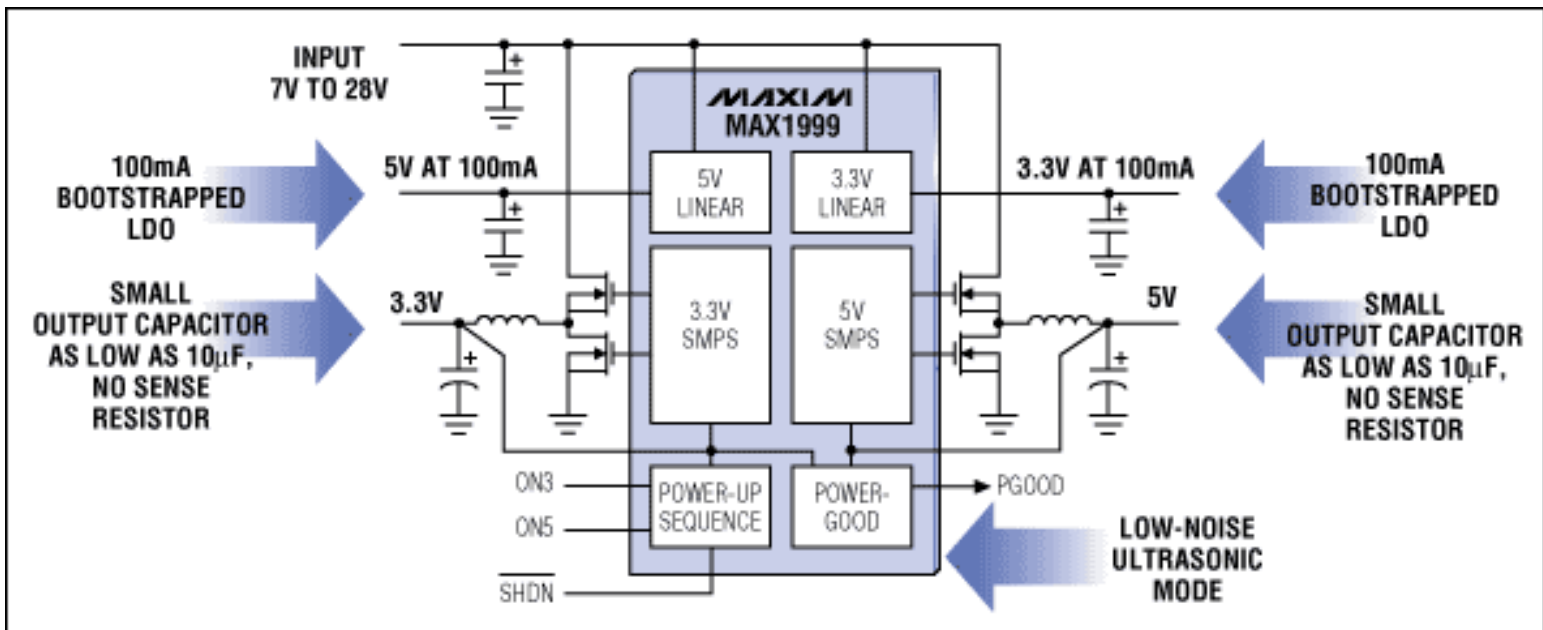 INPUT
7V TO 28V
MAXIM
MAX1999
100mA
BOOTSTRAPPED
LDO
5V AT 100mA
5V
LINEAR
3.3V
LINEAR
3.3V AT 100mA
100mA
BOOTSTRAPPED
LDO
SMALL
OUTPUT CAPACITOR
AS LOW AS 10μF,
NO SENSE
RESISTOR
3.3V
3.3V
SMPS
5V
SMPS
5V
SMALL
OUTPUT CAPACITOR
AS LOW AS 10μF,
NO SENSE
RESISTOR
ON3
ON5
SHDN
POWER-UP
SEQUENCE
POWER-
GOOD
PGOOD
LOW-NOISE
ULTRASONIC
MODE